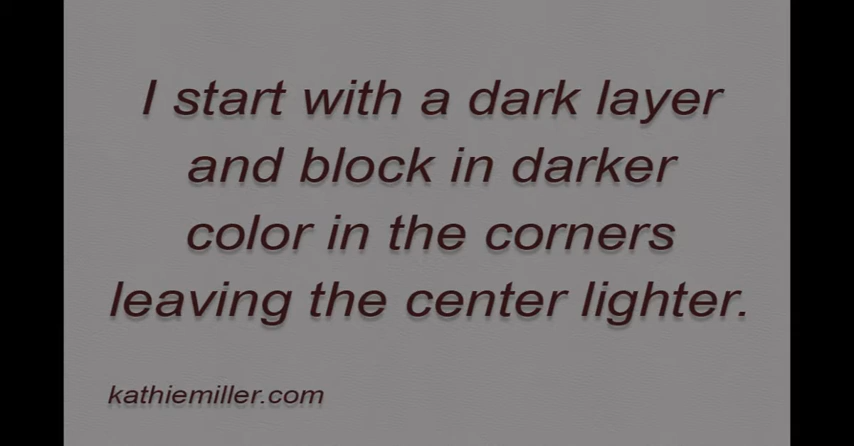 I start with a dark layer
and block in darker
color in the corners
leaving the center lighter.
kathiemiller.com